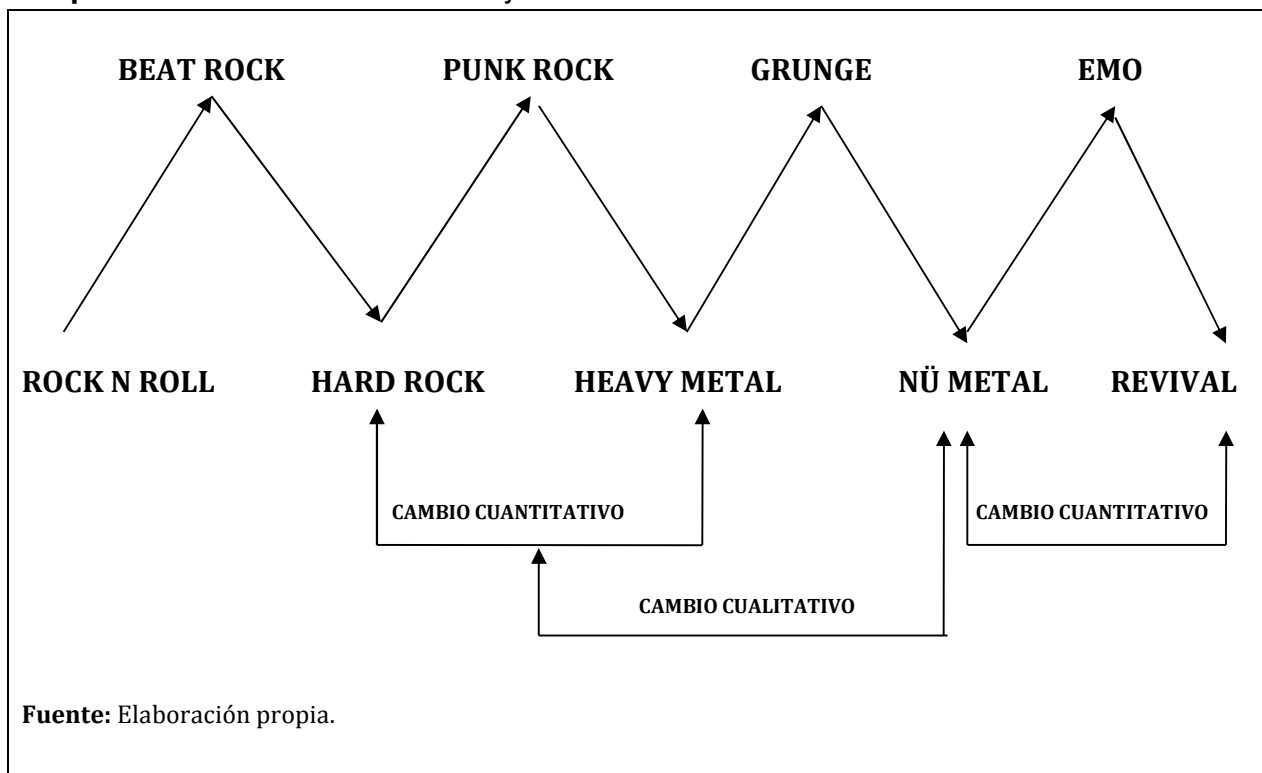 BEAT ROCK PUNK ROCK GRUNGE EMO
ROCK N ROLL HARD ROCK HEAVY METAL NÜ METAL REVIVAL
CAMBIO CUANTITATIVO CAMBIO CUANTITATIVO
CAMBIO CUALITATIVO
Fuente: Elaboración propia.